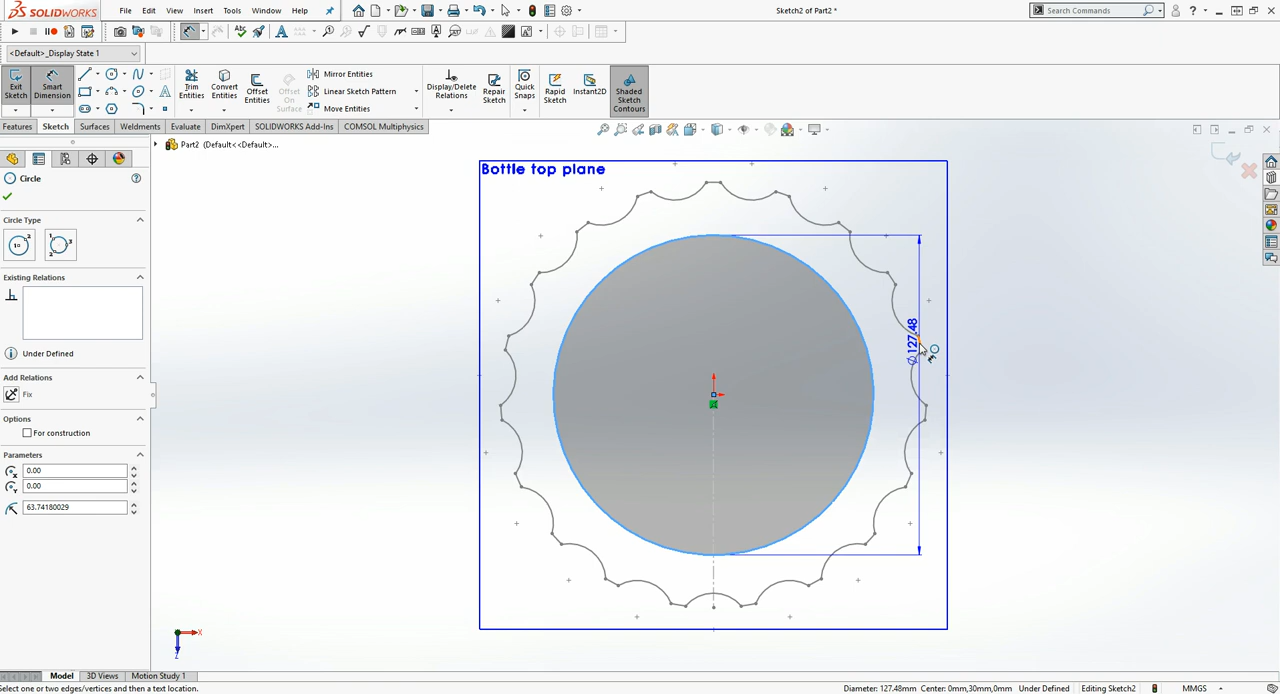 SOLIDWORKS File Edit View Insert Tools Window Help Sketch2 of Part2 * Search Commands
<Default>_Display State 1
Exit Sketch
Smart Dimension
Trim Entities
Convert Entities
Offset Entities
Offset On Surface
Mirror Entities
Linear Sketch Pattern
Move Entities
Display/Delete Relations
Repair Sketch
Quick Snaps
Rapid Sketch
Instant2D
Shaded Sketch Contours
Features Sketch Surfaces Weldments Evaluate DimXpert SOLIDWORKS Add-Ins COMSOL Multiphysics
Part2 (Default<<Default>...
Circle
Circle Type
Existing Relations
Under Defined
Add Relations
Fix
Options
For construction
Parameters
0.00
0.00
63.74180029
Bottle top plane
Ø127.48
X
Z
Model 3D Views Motion Study 1
Select one or two edges/vertices and then a text location. Diameter: 127.48mm Center: 0mm,30mm,0mm Under Defined Editing Sketch2 MMGS